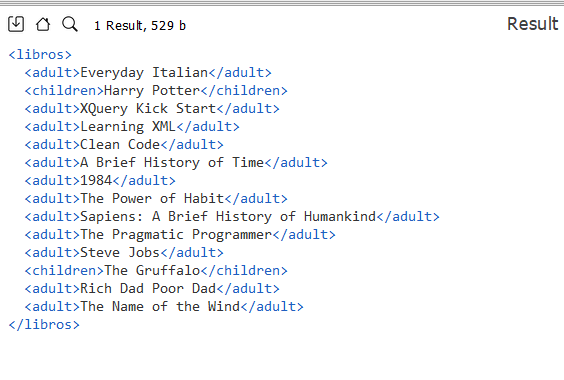 1 Result, 529 b
Result
<libros>
  <adult>Everyday Italian</adult>
  <children>Harry Potter</children>
  <adult>XQuery Kick Start</adult>
  <adult>Learning XML</adult>
  <adult>Clean Code</adult>
  <adult>A Brief History of Time</adult>
  <adult>1984</adult>
  <adult>The Power of Habit</adult>
  <adult>Sapiens: A Brief History of Humankind</adult>
  <adult>The Pragmatic Programmer</adult>
  <adult>Steve Jobs</adult>
  <children>The Gruffalo</children>
  <adult>Rich Dad Poor Dad</adult>
  <adult>The Name of the Wind</adult>
</libros>